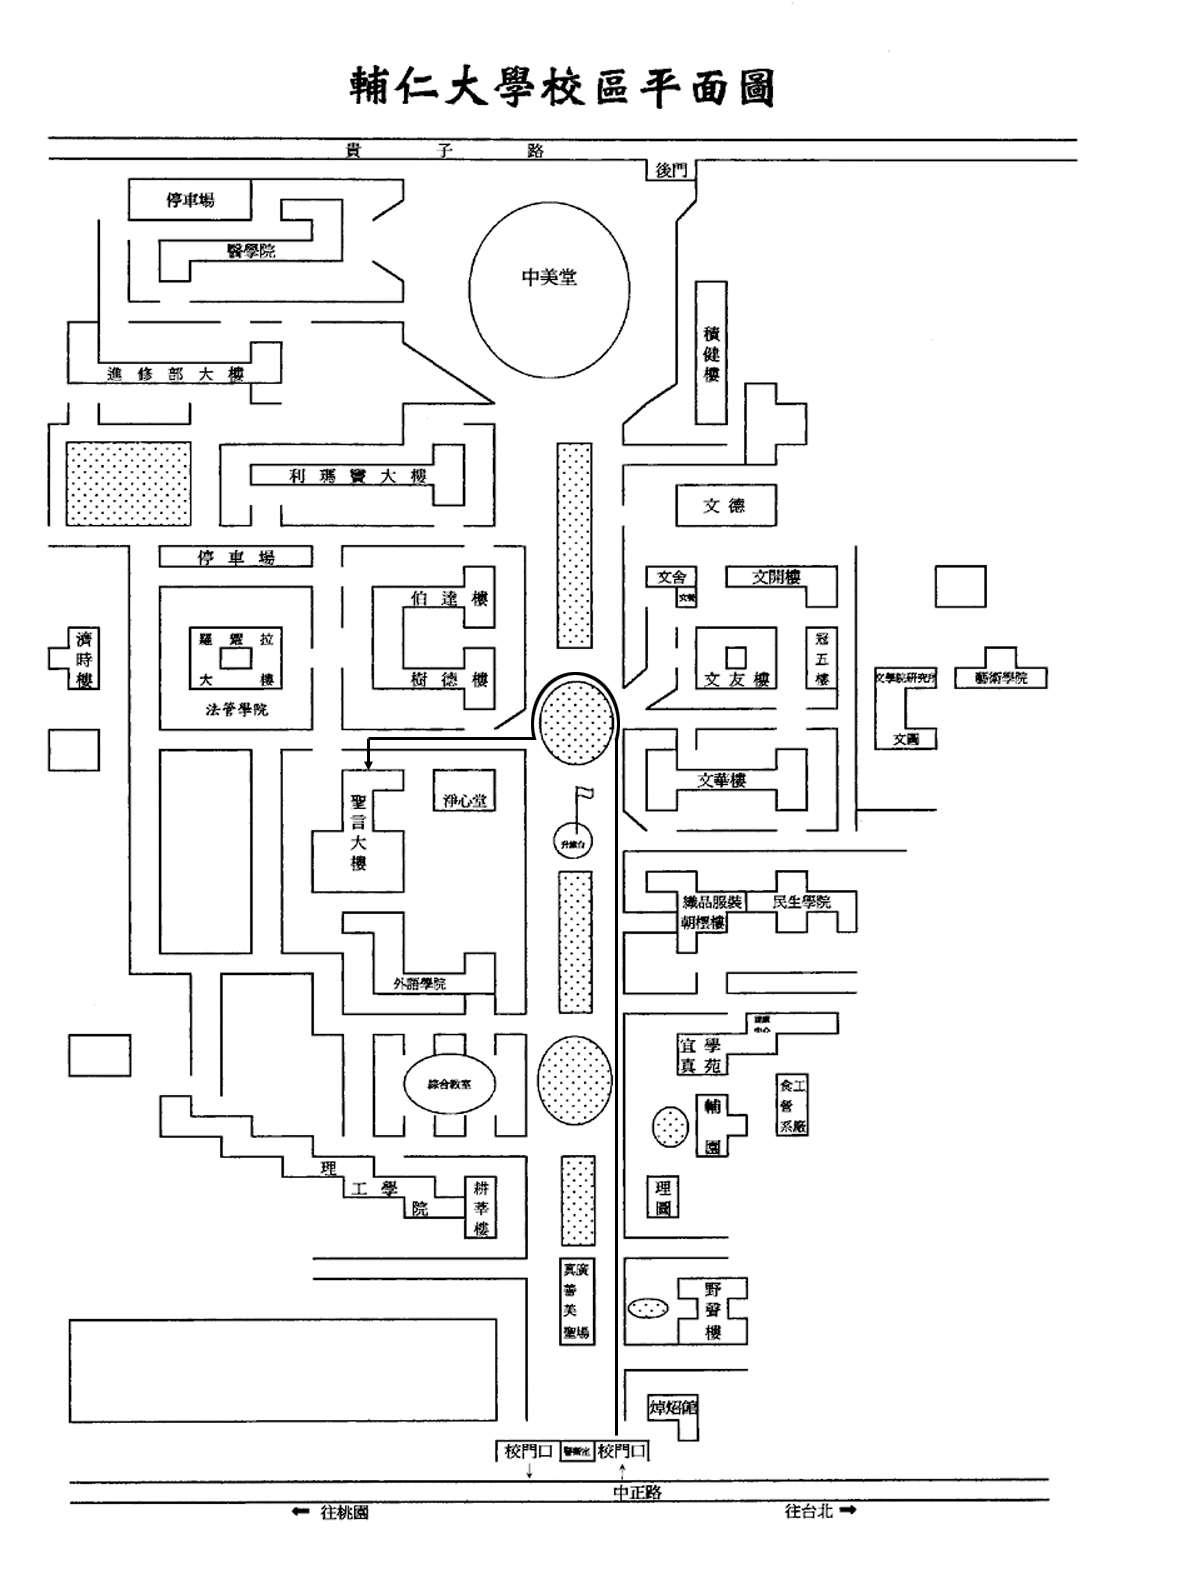 輔仁大學校區平面圖
貴子路
後門
停車場
醫學院
中美堂
積健樓
進修部大樓
利瑪竇大樓
文德
停車場
文舍
文開樓
伯達樓
濟時樓
羅耀拉
大樓
法管學院
樹德樓
文友樓
冠五樓
文學院研究所
藝術學院
文圖
文華樓
聖言大樓
淨心堂
升旗台
織品服裝
朝橒樓
民生學院
外語學院
綜合教室
宜學
真苑
食工
營
系廠
輔園
理工學院
耕莘樓
理圖
真廣
善
美
聖場
野聲樓
焯炤館
校門口
警衛室
校門口
中正路
往桃園
往台北